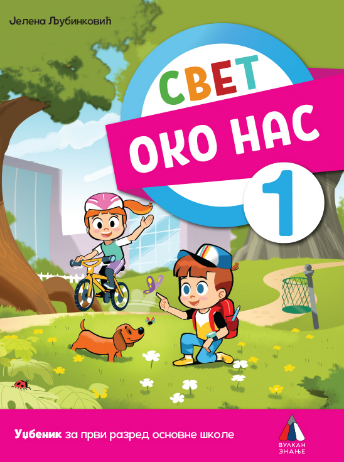 Јелена Љубинковић
СВЕТ
ОКО НАС
1
Уџбеник за први разред основне школе
ВУЛКАН
ЗНАЊЕ